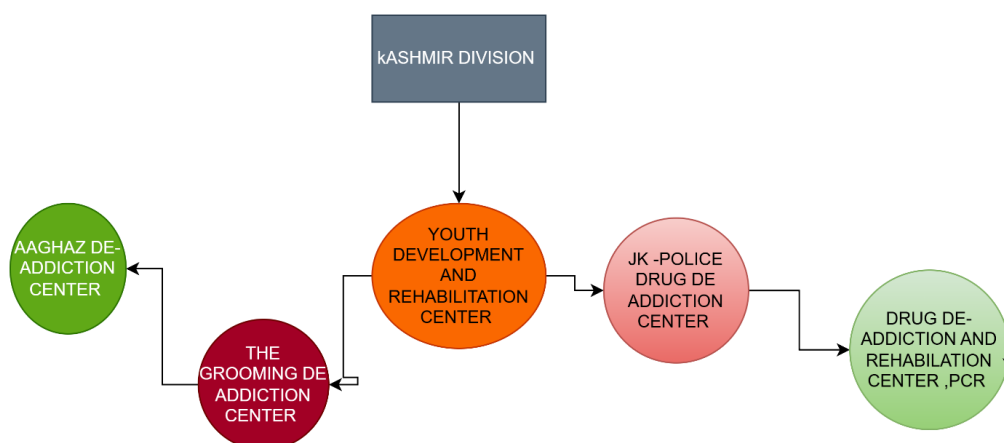 kASHMIR DIVISION
YOUTH
DEVELOPMENT
AND
REHABILITATION
CENTER
AAGHAZ DE-
ADDICTION
CENTER
THE
GROOMING DE
ADDICTION
CENTER
JK -POLICE
DRUG DE
ADDICTION
CENTER
DRUG DE-
ADDICTION AND
REHABILATION
CENTER ,PCR